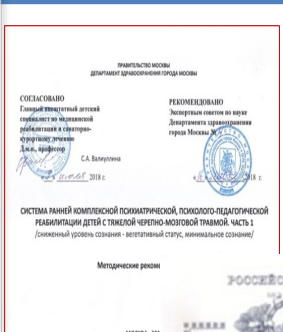 ПРАВИТЕЛЬСТВО МОСКВЫ
ДЕПАРТАМЕНТ ЗДРАВООХРАНЕНИЯ ГОРОДА МОСКВЫ
СОГЛАСОВАНО
Главный внештатный детский
специалист по медицинской
реабилитации и санаторно-
курортному лечению
Д.м.н., профессор
С.А. Валиуллина
2018 г.
РЕКОМЕНДОВАНО
Экспертным советом по науке
Департамента здравоохранения
города Москвы №
2018 г.
СИСТЕМА РАННЕЙ КОМПЛЕКСНОЙ ПСИХИАТРИЧЕСКОЙ, ПСИХОЛОГО-ПЕДАГОГИЧЕСКОЙ
РЕАБИЛИТАЦИИ ДЕТЕЙ С ТЯЖЕЛОЙ ЧЕРЕПНО-МОЗГОВОЙ ТРАВМОЙ. ЧАСТЬ 1
/сниженный уровень сознания - вегетативный статус, минимальное сознание/
Методические реком